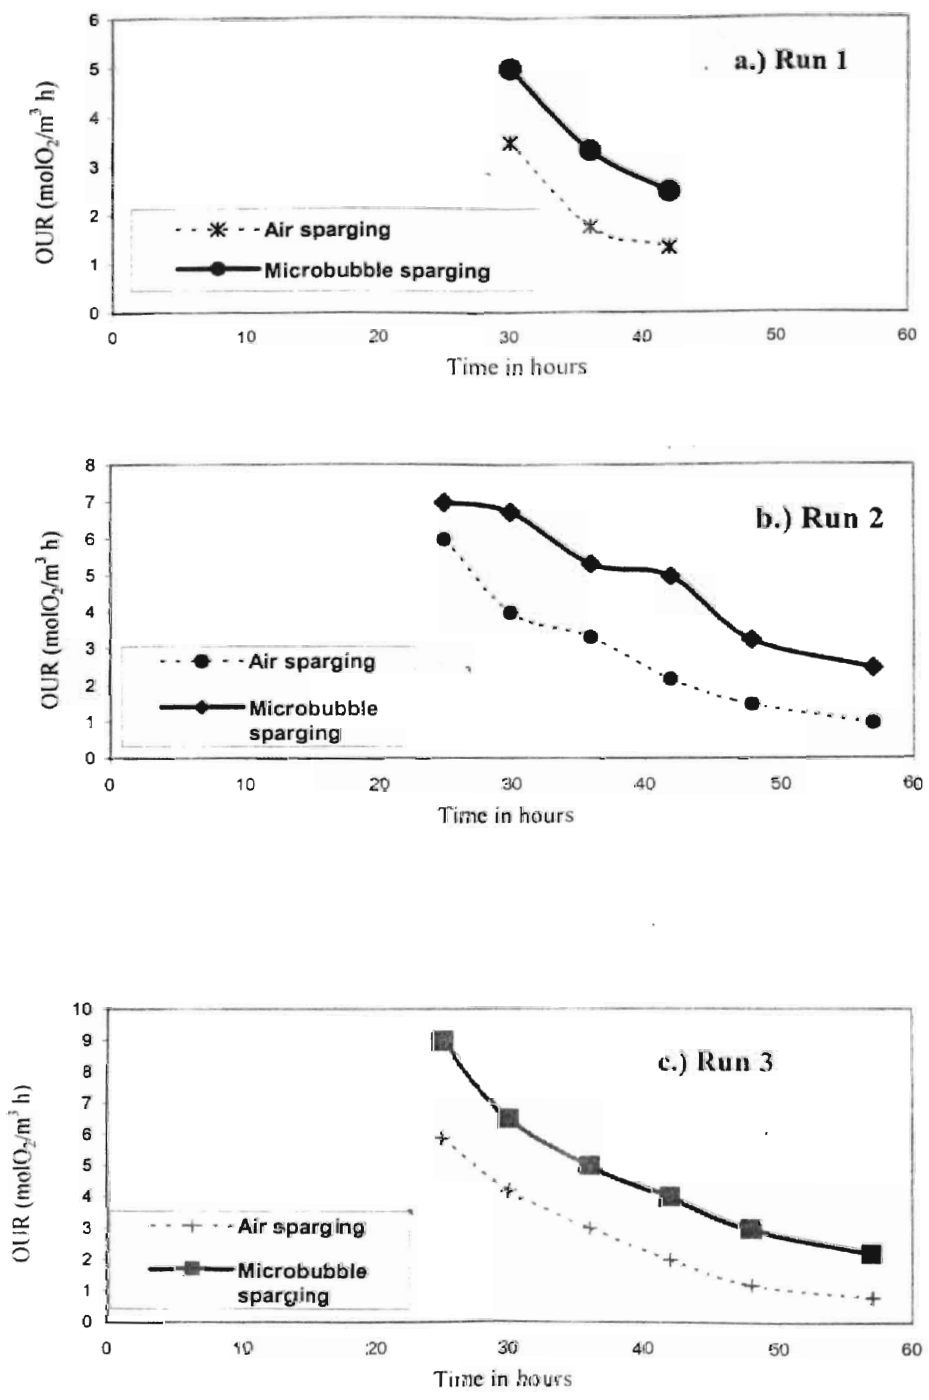 6
5
4
3
2
1
0
OUR (molO₂/m³ h)
a.) Run 1
Air sparging
Microbubble sparging
0 10 20 30 40 50 60
Time in hours
8
7
6
5
4
3
2
1
0
OUR (molO₂/m³ h)
b.) Run 2
Air sparging
Microbubble
sparging
0 10 20 30 40 50 60
Time in hours
10
9
8
7
6
5
4
3
2
1
0
OUR (molO₂/m³ h)
c.) Run 3
Air sparging
Microbubble
sparging
0 10 20 30 40 50 60
Time in hours